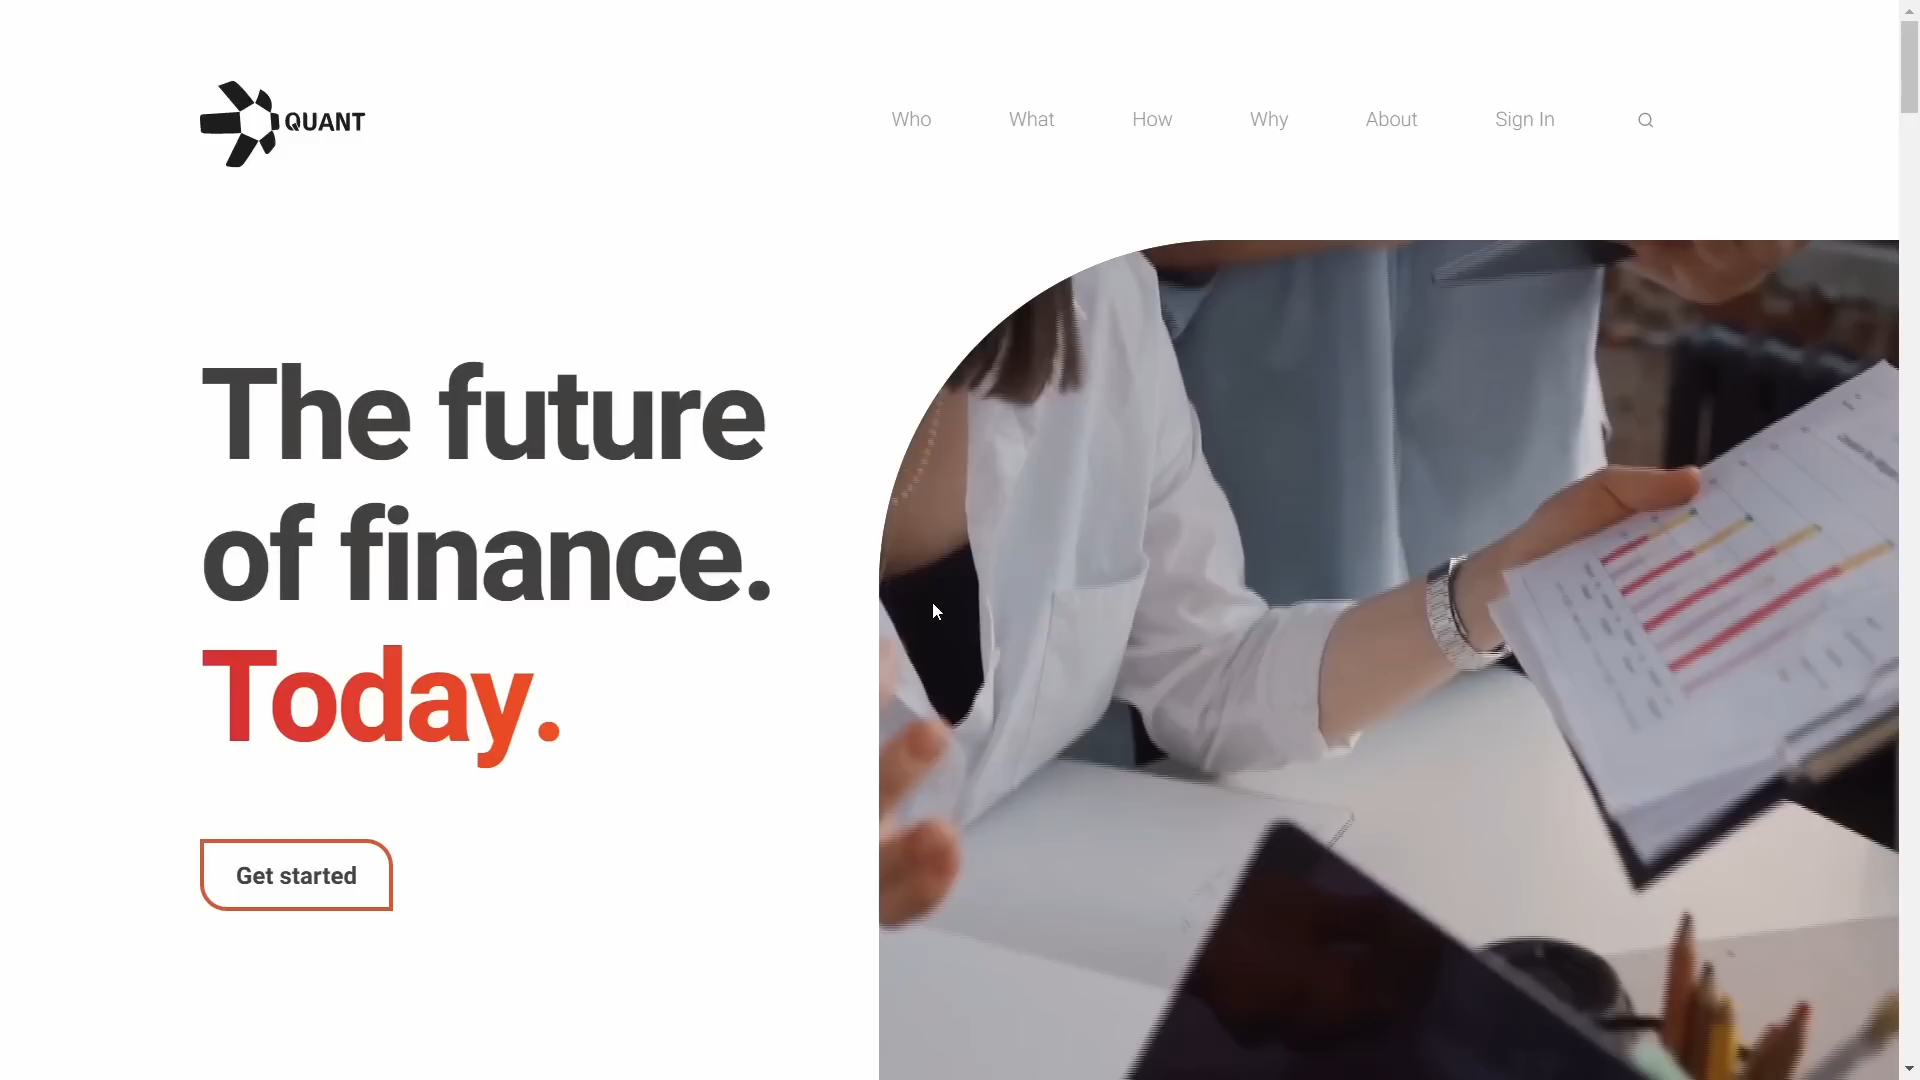 QUANT
Who What How Why About Sign In
The future
of finance.
Today.
Get started